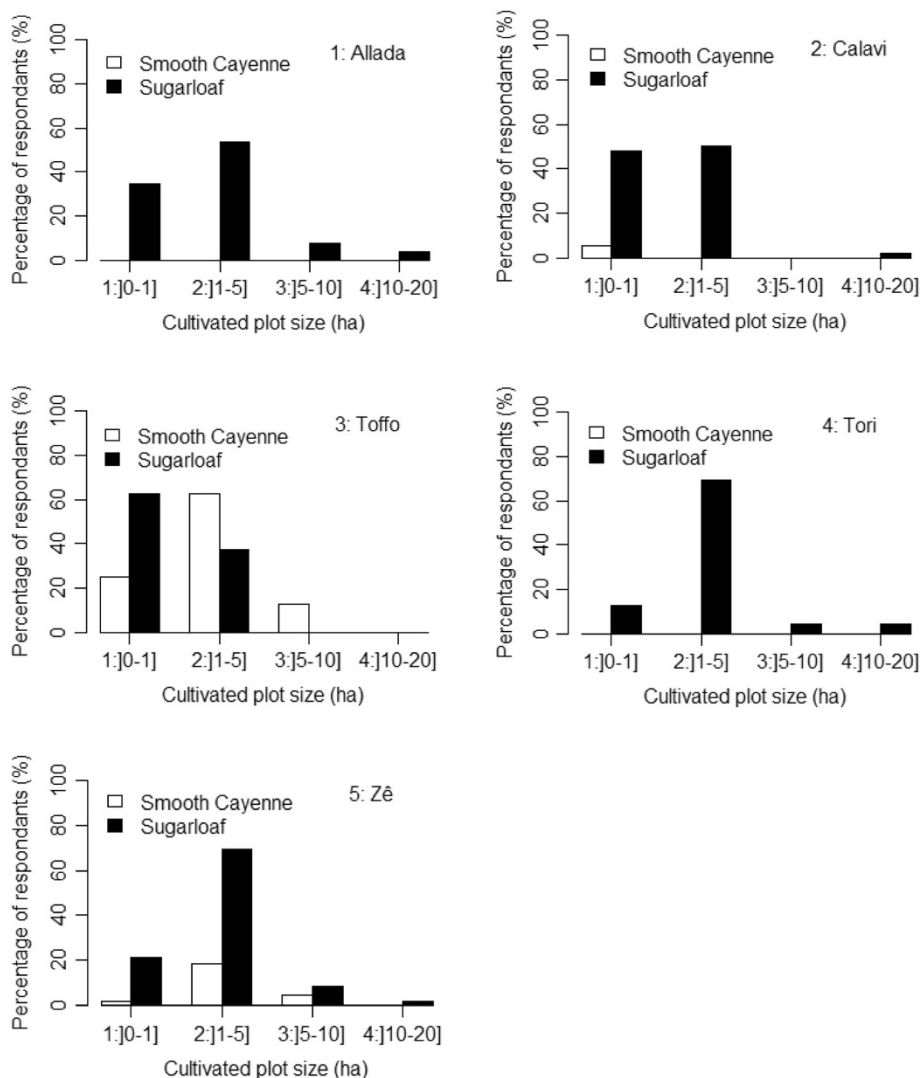 1: Allada
Smooth Cayenne
Sugarloaf
Percentage of respondants (%)
100
80
60
40
20
0
1:]0-1] 2:]1-5] 3:]5-10] 4:]10-20]
Cultivated plot size (ha)
2: Calavi
Smooth Cayenne
Sugarloaf
Percentage of respondants (%)
100
80
60
40
20
0
1:]0-1] 2:]1-5] 3:]5-10] 4:]10-20]
Cultivated plot size (ha)
3: Toffo
Smooth Cayenne
Sugarloaf
Percentage of respondants (%)
100
80
60
40
20
0
1:]0-1] 2:]1-5] 3:]5-10] 4:]10-20]
Cultivated plot size (ha)
4: Tori
Smooth Cayenne
Sugarloaf
Percentage of respondants (%)
100
80
60
40
20
0
1:]0-1] 2:]1-5] 3:]5-10] 4:]10-20]
Cultivated plot size (ha)
5: Zê
Smooth Cayenne
Sugarloaf
Percentage of respondants (%)
100
80
60
40
20
0
1:]0-1] 2:]1-5] 3:]5-10] 4:]10-20]
Cultivated plot size (ha)